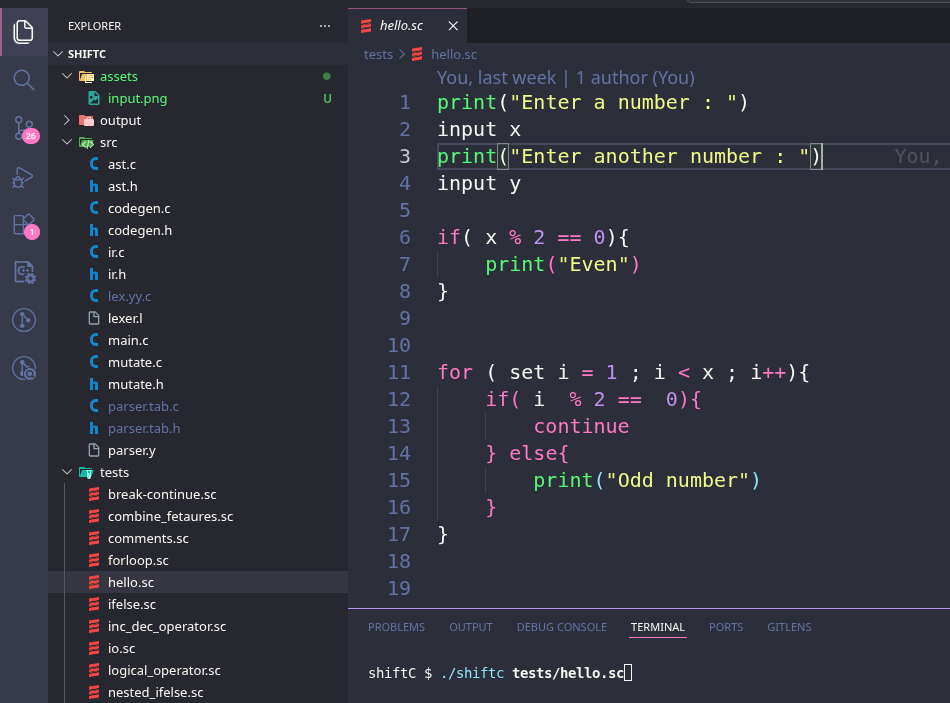 EXPLORER
SHIFTC
assets
input.png U
output
src
ast.c
ast.h
codegen.c
codegen.h
ir.c
ir.h
lex.yy.c
lexer.l
main.c
mutate.c
mutate.h
parser.tab.c
parser.tab.h
parser.y
tests
break-continue.sc
combine_fetaures.sc
comments.sc
forloop.sc
hello.sc
ifelse.sc
inc_dec_operator.sc
io.sc
logical_operator.sc
nested_ifelse.sc
26
1
hello.sc
tests > hello.sc
You, last week | 1 author (You)
1 print("Enter a number : ")
2 input x
3 print("Enter another number : ") You,
4 input y
5
6 if( x % 2 == 0){
7     print("Even")
8 }
9
10
11 for ( set i = 1 ; i < x ; i++){
12     if( i  % 2 ==  0){
13         continue
14     } else{
15         print("Odd number")
16     }
17 }
18
19
PROBLEMS OUTPUT DEBUG CONSOLE TERMINAL PORTS GITLENS
shiftC $ ./shiftc tests/hello.sc